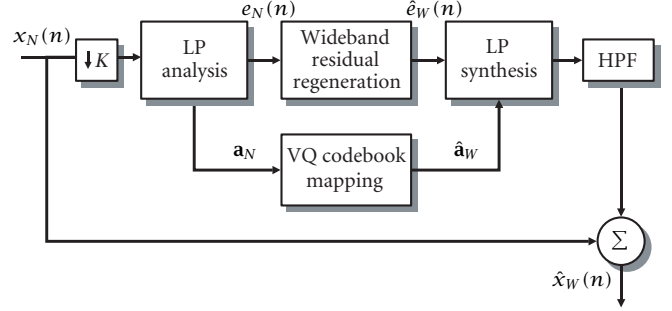 x_N(n)
↓K
LP
analysis
e_N(n)
Wideband
residual
regeneration
ê_W(n)
LP
synthesis
HPF
a_N
VQ codebook
mapping
â_W
Σ
x̂_W(n)